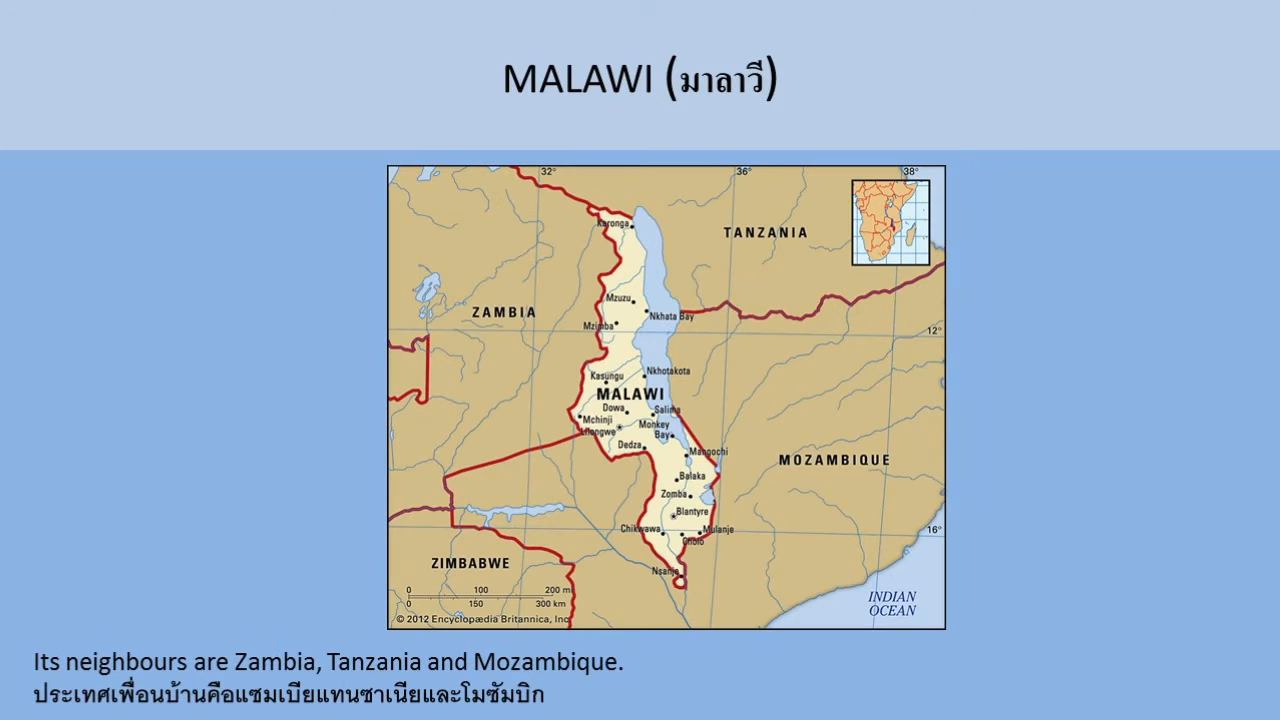 MALAWI (มาลาวี)
32°
36°
38°
Karonga
TANZANIA
Mzuzu
ZAMBIA
Nkhata Bay
Mzimba
12°
Nkhotakota
Kasungu
MALAWI
Dowa
Salima
Mchinji
Monkey
Bay
Lilongwe
Dedza
Mangochi
MOZAMBIQUE
Balaka
Zomba
Blantyre
Chikwawa
Mulanje
16°
Cholo
ZIMBABWE
Nsanje
0 100 200 mi
0 150 300 km
INDIAN
OCEAN
© 2012 Encyclopædia Britannica, Inc.
Its neighbours are Zambia, Tanzania and Mozambique.
ประเทศเพื่อนบ้านคือแซมเบียแทนซาเนียและโมซัมบิก